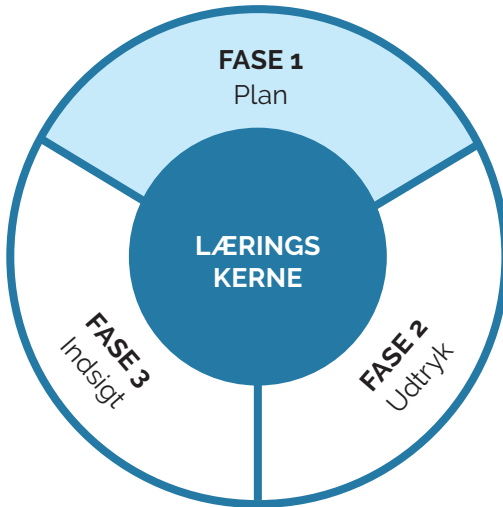 FASE 1
Plan
LÆRINGS
KERNE
FASE 2
Udtryk
FASE 3
Indsigt